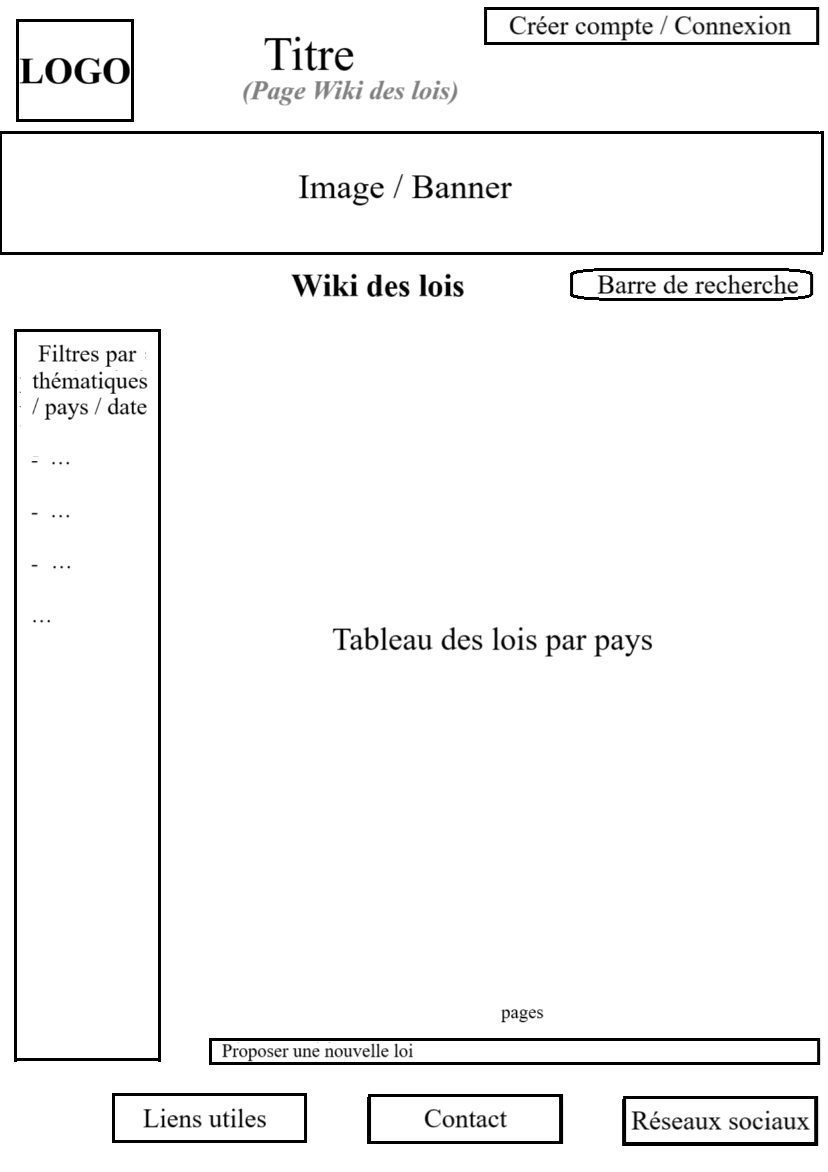 Créer compte / Connexion
LOGO
Titre
(Page Wiki des lois)
Image / Banner
Wiki des lois
Barre de recherche
Filtres par
thématiques
/ pays / date
- …
- …
- …
…
Tableau des lois par pays
pages
Proposer une nouvelle loi
Liens utiles
Contact
Réseaux sociaux